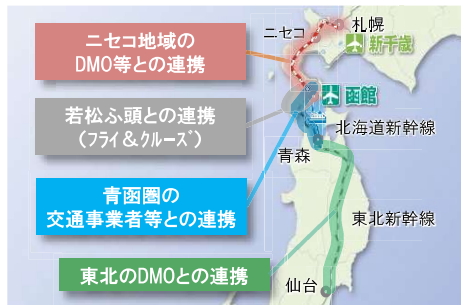 ニセコ地域の
DMO等との連携
若松ふ頭との連携
(フライ&クルーズ)
青函圏の
交通事業者等との連携
東北のDMOとの連携
ニセコ
札幌
新千歳
函館
北海道新幹線
青森
東北新幹線
仙台